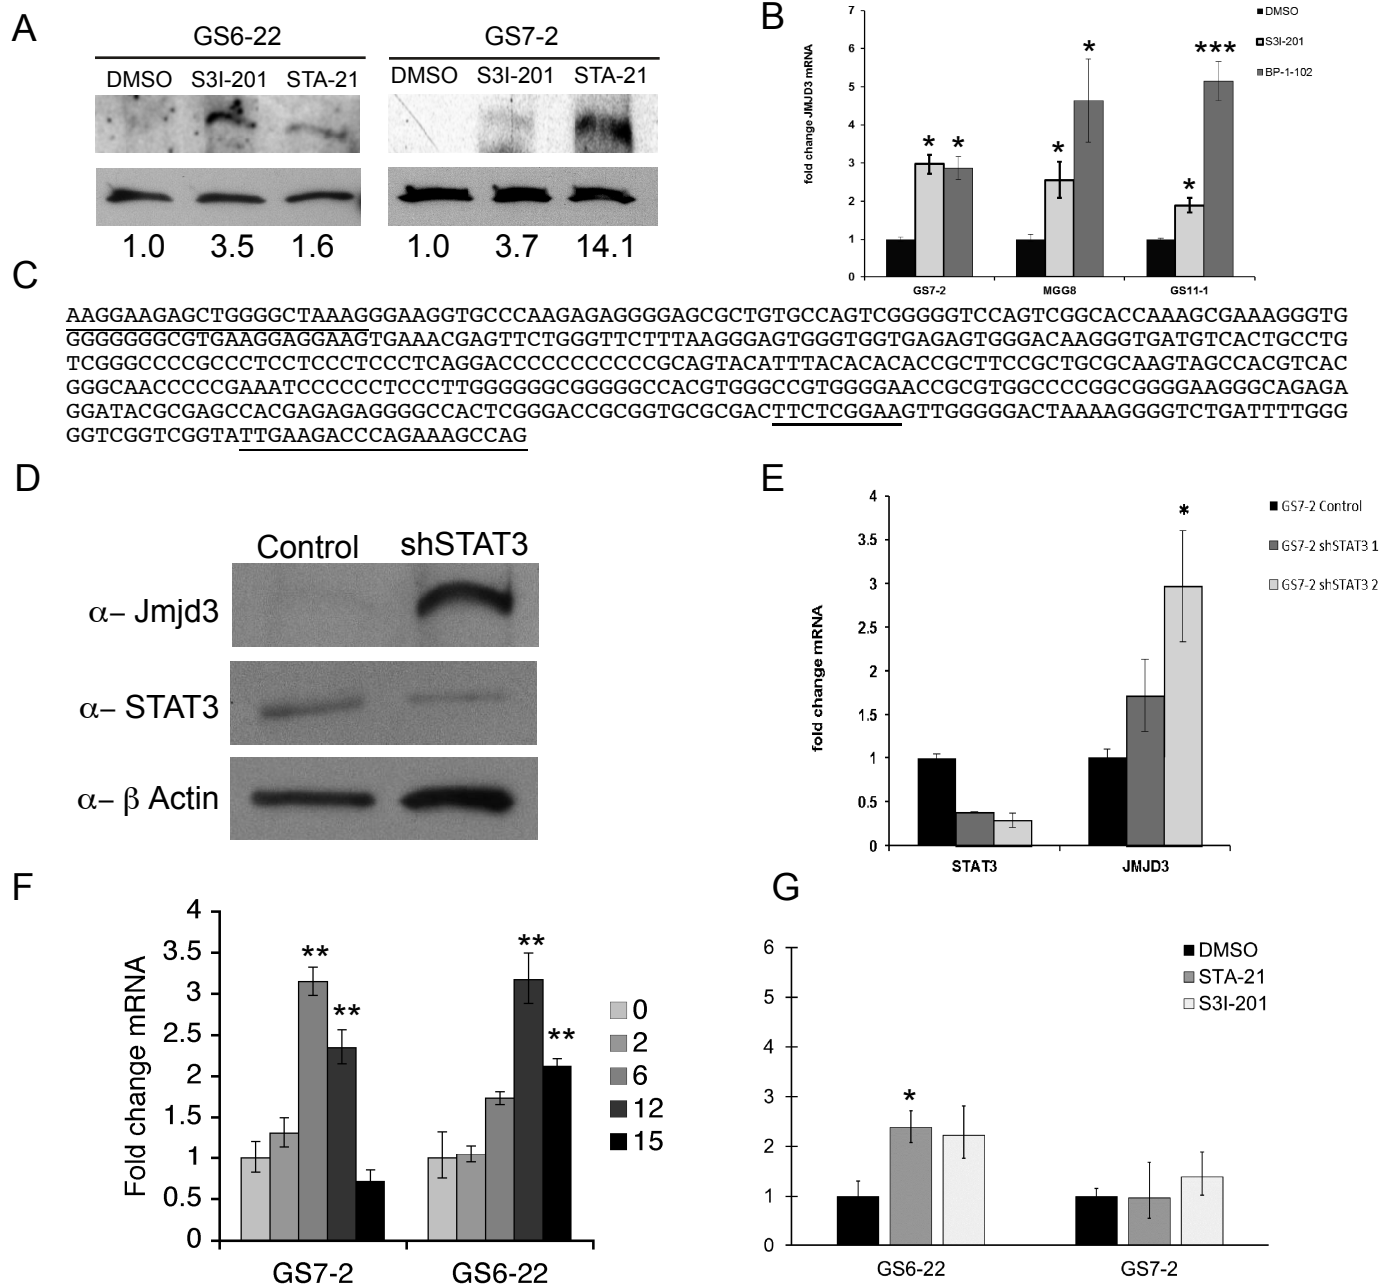 A
GS6-22
GS7-2
DMSO S3I-201 STA-21
DMSO S3I-201 STA-21
1.0 3.5 1.6
1.0 3.7 14.1
B
fold change JMJD3 mRNA
7
6
5
4
3
2
1
0
* *
* *
* ***
GS7-2 MGG8 GS11-1
DMSO
S3I-201
BP-1-102
C
AAGGAAGAGCTGGGGCTAAAGGGAAGGTGCCCAAGAGAGGGGAGCGCTGTGCCAGTCGGGGGTCCAGTCGGCACCAAAGCGAAAGGGTG
GGGGGGGCGTGAAGGAGGAAGTGAAACGAGTTCTGGGTTCTTTAAGGGAGTGGGTGGTGAGAGTGGGACAAGGGTGATGTCACTGCCTG
TCGGGCCCCGCCCTCCTCCCTCCCTCAGGACCCCCCCCCCCCGCAGTACATTTACACACACCGCTTCCGCTGCGCAAGTAGCCACGTCAC
GGGCAACCCCCGAAATCCCCCCTCCCTTGGGGGGCGGGGGCCACGTGGGCCGTGGGGAACCGCGTGGCCCCGGCGGGGAAGGGCAGAGA
GGATACGCGAGCCACGAGAGAGGGGCCACTCGGGACCGCGGTGCGCGACTTCTCGGAAGTTGGGGGACTAAAAGGGGTCTGATTTTGGG
GGTCGGTCGGTATTGAAGACCCAGAAAGCCAG
D
Control shSTAT3
α– Jmjd3
α– STAT3
α– β Actin
E
fold change mRNA
4
3.5
3
2.5
2
1.5
1
0.5
0
*
STAT3 JMJD3
GS7-2 Control
GS7-2 shSTAT3 1
GS7-2 shSTAT3 2
F
Fold change mRNA
4
3.5
3
2.5
2
1.5
1
0.5
0
** **
** **
GS7-2 GS6-22
0
2
6
12
15
G
6
5
4
3
2
1
0
*
GS6-22 GS7-2
DMSO
STA-21
S3I-201